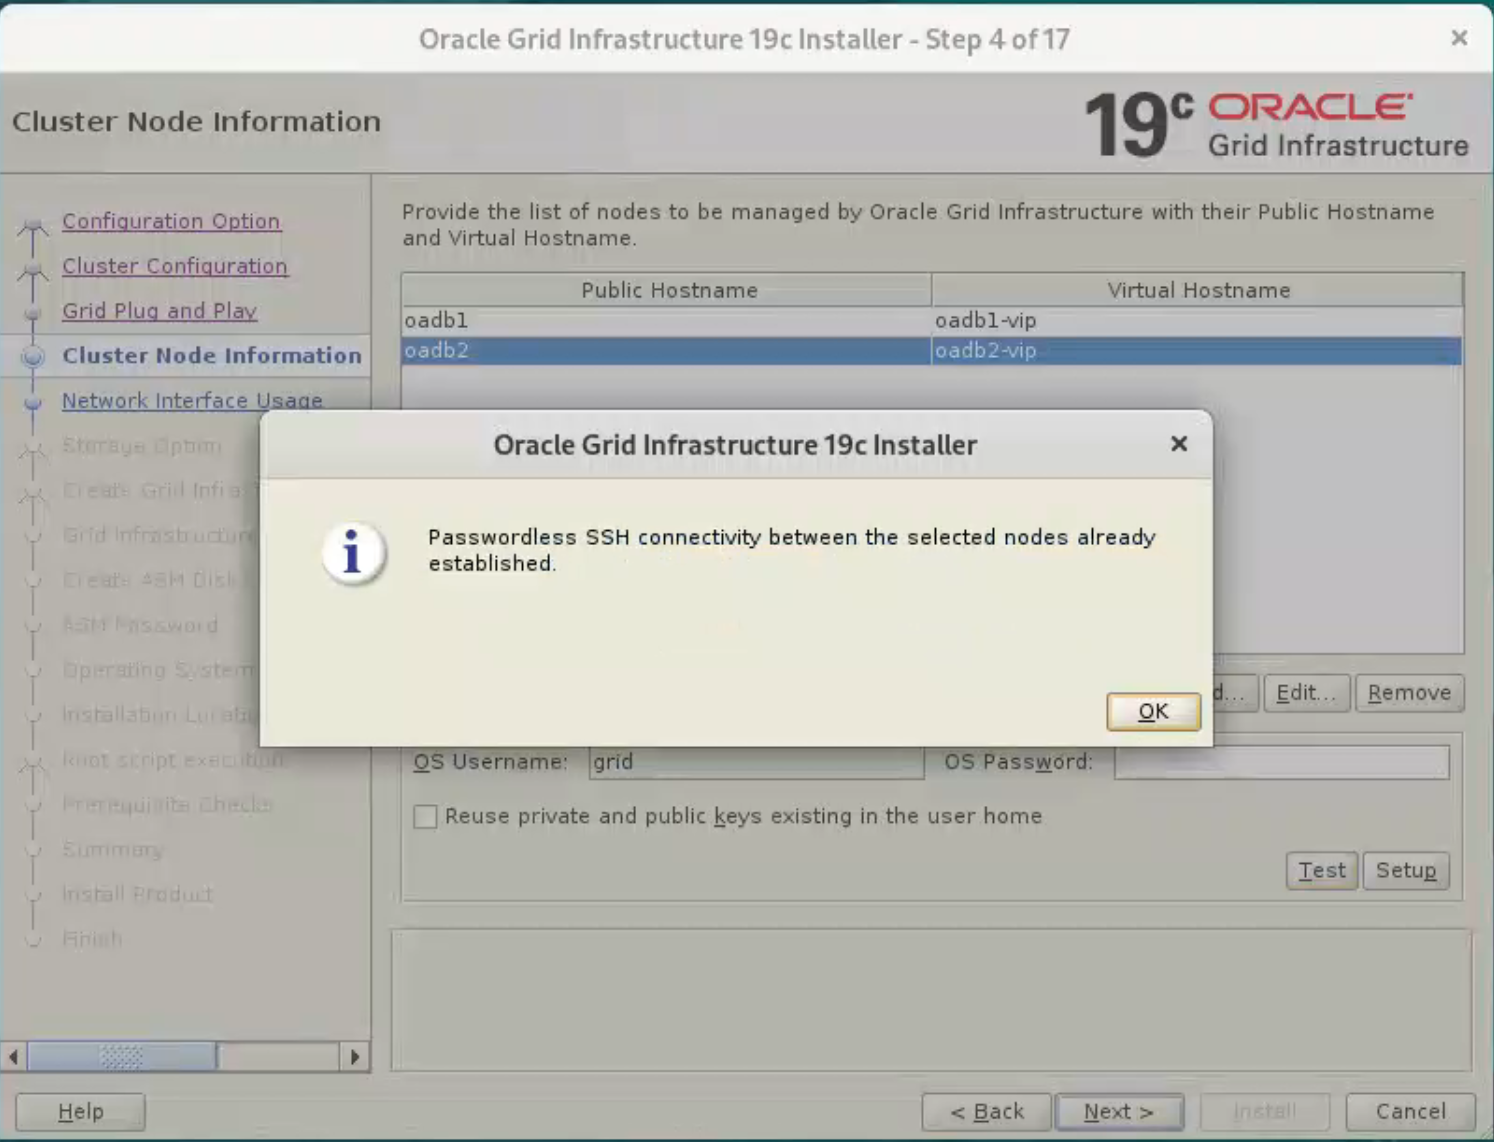 Oracle Grid Infrastructure 19c Installer - Step 4 of 17
Cluster Node Information
19c ORACLE
Grid Infrastructure
Configuration Option
Cluster Configuration
Grid Plug and Play
Cluster Node Information
Network Interface Usage
Storage Option
Create Grid Infra
Grid Infrastructure
Create ASM Disk
ASM Password
Operating System
Installation Locatio
Root script execution
Prerequisite Checks
Summary
Install Product
Finish
Provide the list of nodes to be managed by Oracle Grid Infrastructure with their Public Hostname
and Virtual Hostname.
Public Hostname Virtual Hostname
oadb1 oadb1-vip
oadb2 oadb2-vip
Oracle Grid Infrastructure 19c Installer
Passwordless SSH connectivity between the selected nodes already
established.
OK
d... Edit... Remove
OS Username: grid OS Password:
Reuse private and public keys existing in the user home
Test Setup
Help < Back Next > Install Cancel